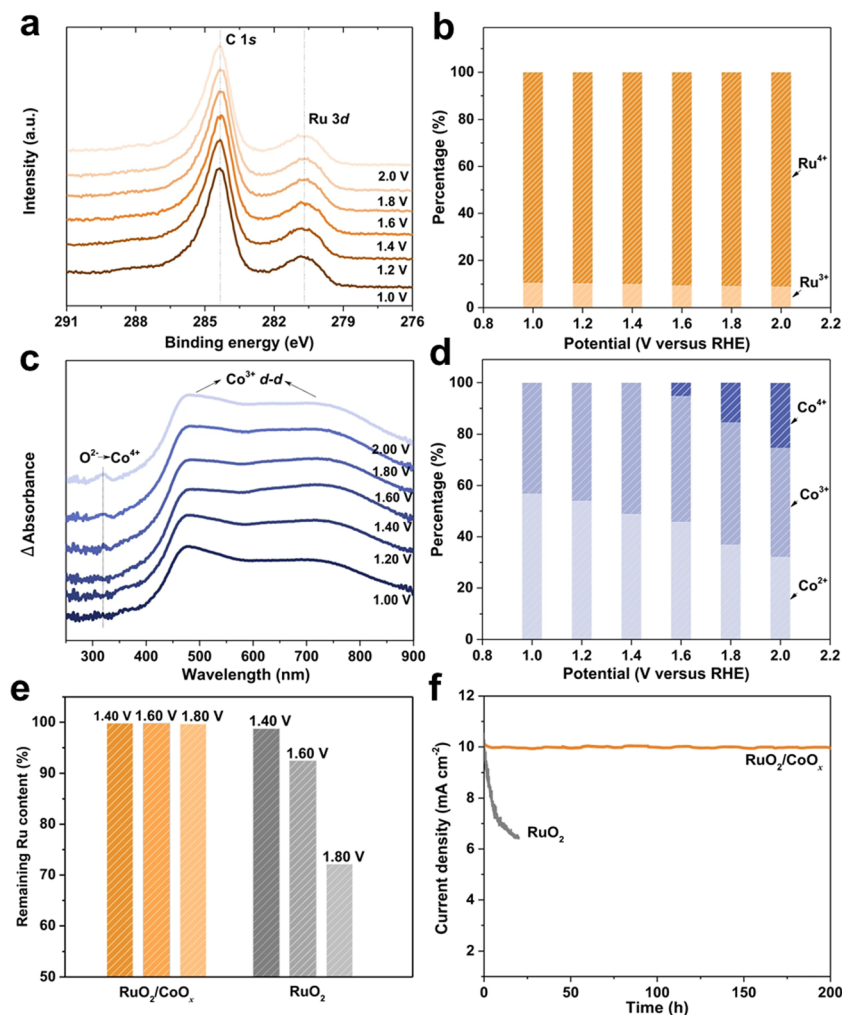 a
C 1s
Ru 3d
2.0 V
1.8 V
1.6 V
1.4 V
1.2 V
1.0 V
Intensity (a.u.)
291 288 285 282 279 276
Binding energy (eV)
b
100
80
60
40
20
0
Percentage (%)
Ru4+
Ru3+
0.8 1.0 1.2 1.4 1.6 1.8 2.0 2.2
Potential (V versus RHE)
c
Co3+ d-d
O2-→Co4+
2.00 V
1.80 V
1.60 V
1.40 V
1.20 V
1.00 V
Δ Absorbance
300 400 500 600 700 800 900
Wavelength (nm)
d
100
80
60
40
20
0
Percentage (%)
Co4+
Co3+
Co2+
0.8 1.0 1.2 1.4 1.6 1.8 2.0 2.2
Potential (V versus RHE)
e
100
90
80
70
60
50
Remaining Ru content (%)
1.40 V 1.60 V 1.80 V
1.40 V
1.60 V
1.80 V
RuO2/CoOx RuO2
f
12
10
8
6
4
2
Current density (mA cm-2)
RuO2/CoOx
RuO2
0 50 100 150 200
Time (h)